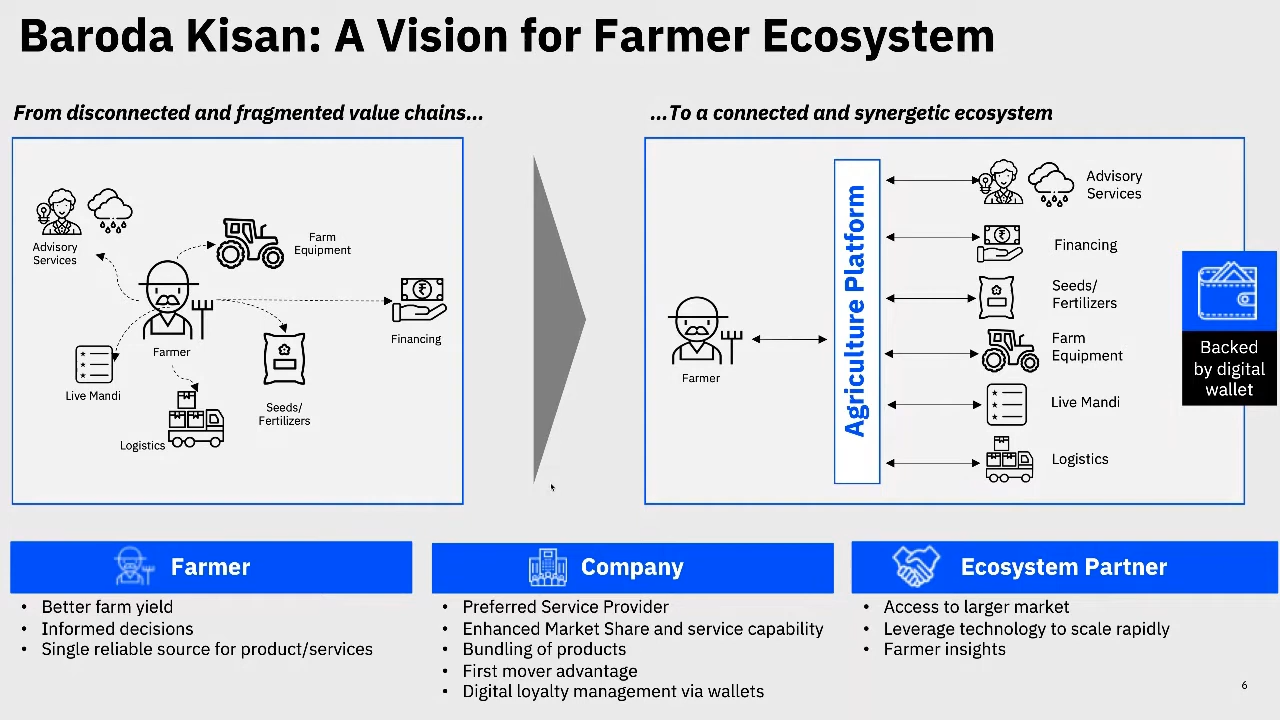 Baroda Kisan: A Vision for Farmer Ecosystem
From disconnected and fragmented value chains...
Advisory
Services
Farm
Equipment
Farmer
Financing
Live Mandi
Seeds/
Fertilizers
Logistics
...To a connected and synergetic ecosystem
Farmer
Agriculture Platform
Advisory
Services
Financing
Seeds/
Fertilizers
Farm
Equipment
Live Mandi
Logistics
Backed
by digital
wallet
Farmer
• Better farm yield
• Informed decisions
• Single reliable source for product/services
Company
• Preferred Service Provider
• Enhanced Market Share and service capability
• Bundling of products
• First mover advantage
• Digital loyalty management via wallets
Ecosystem Partner
• Access to larger market
• Leverage technology to scale rapidly
• Farmer insights
6